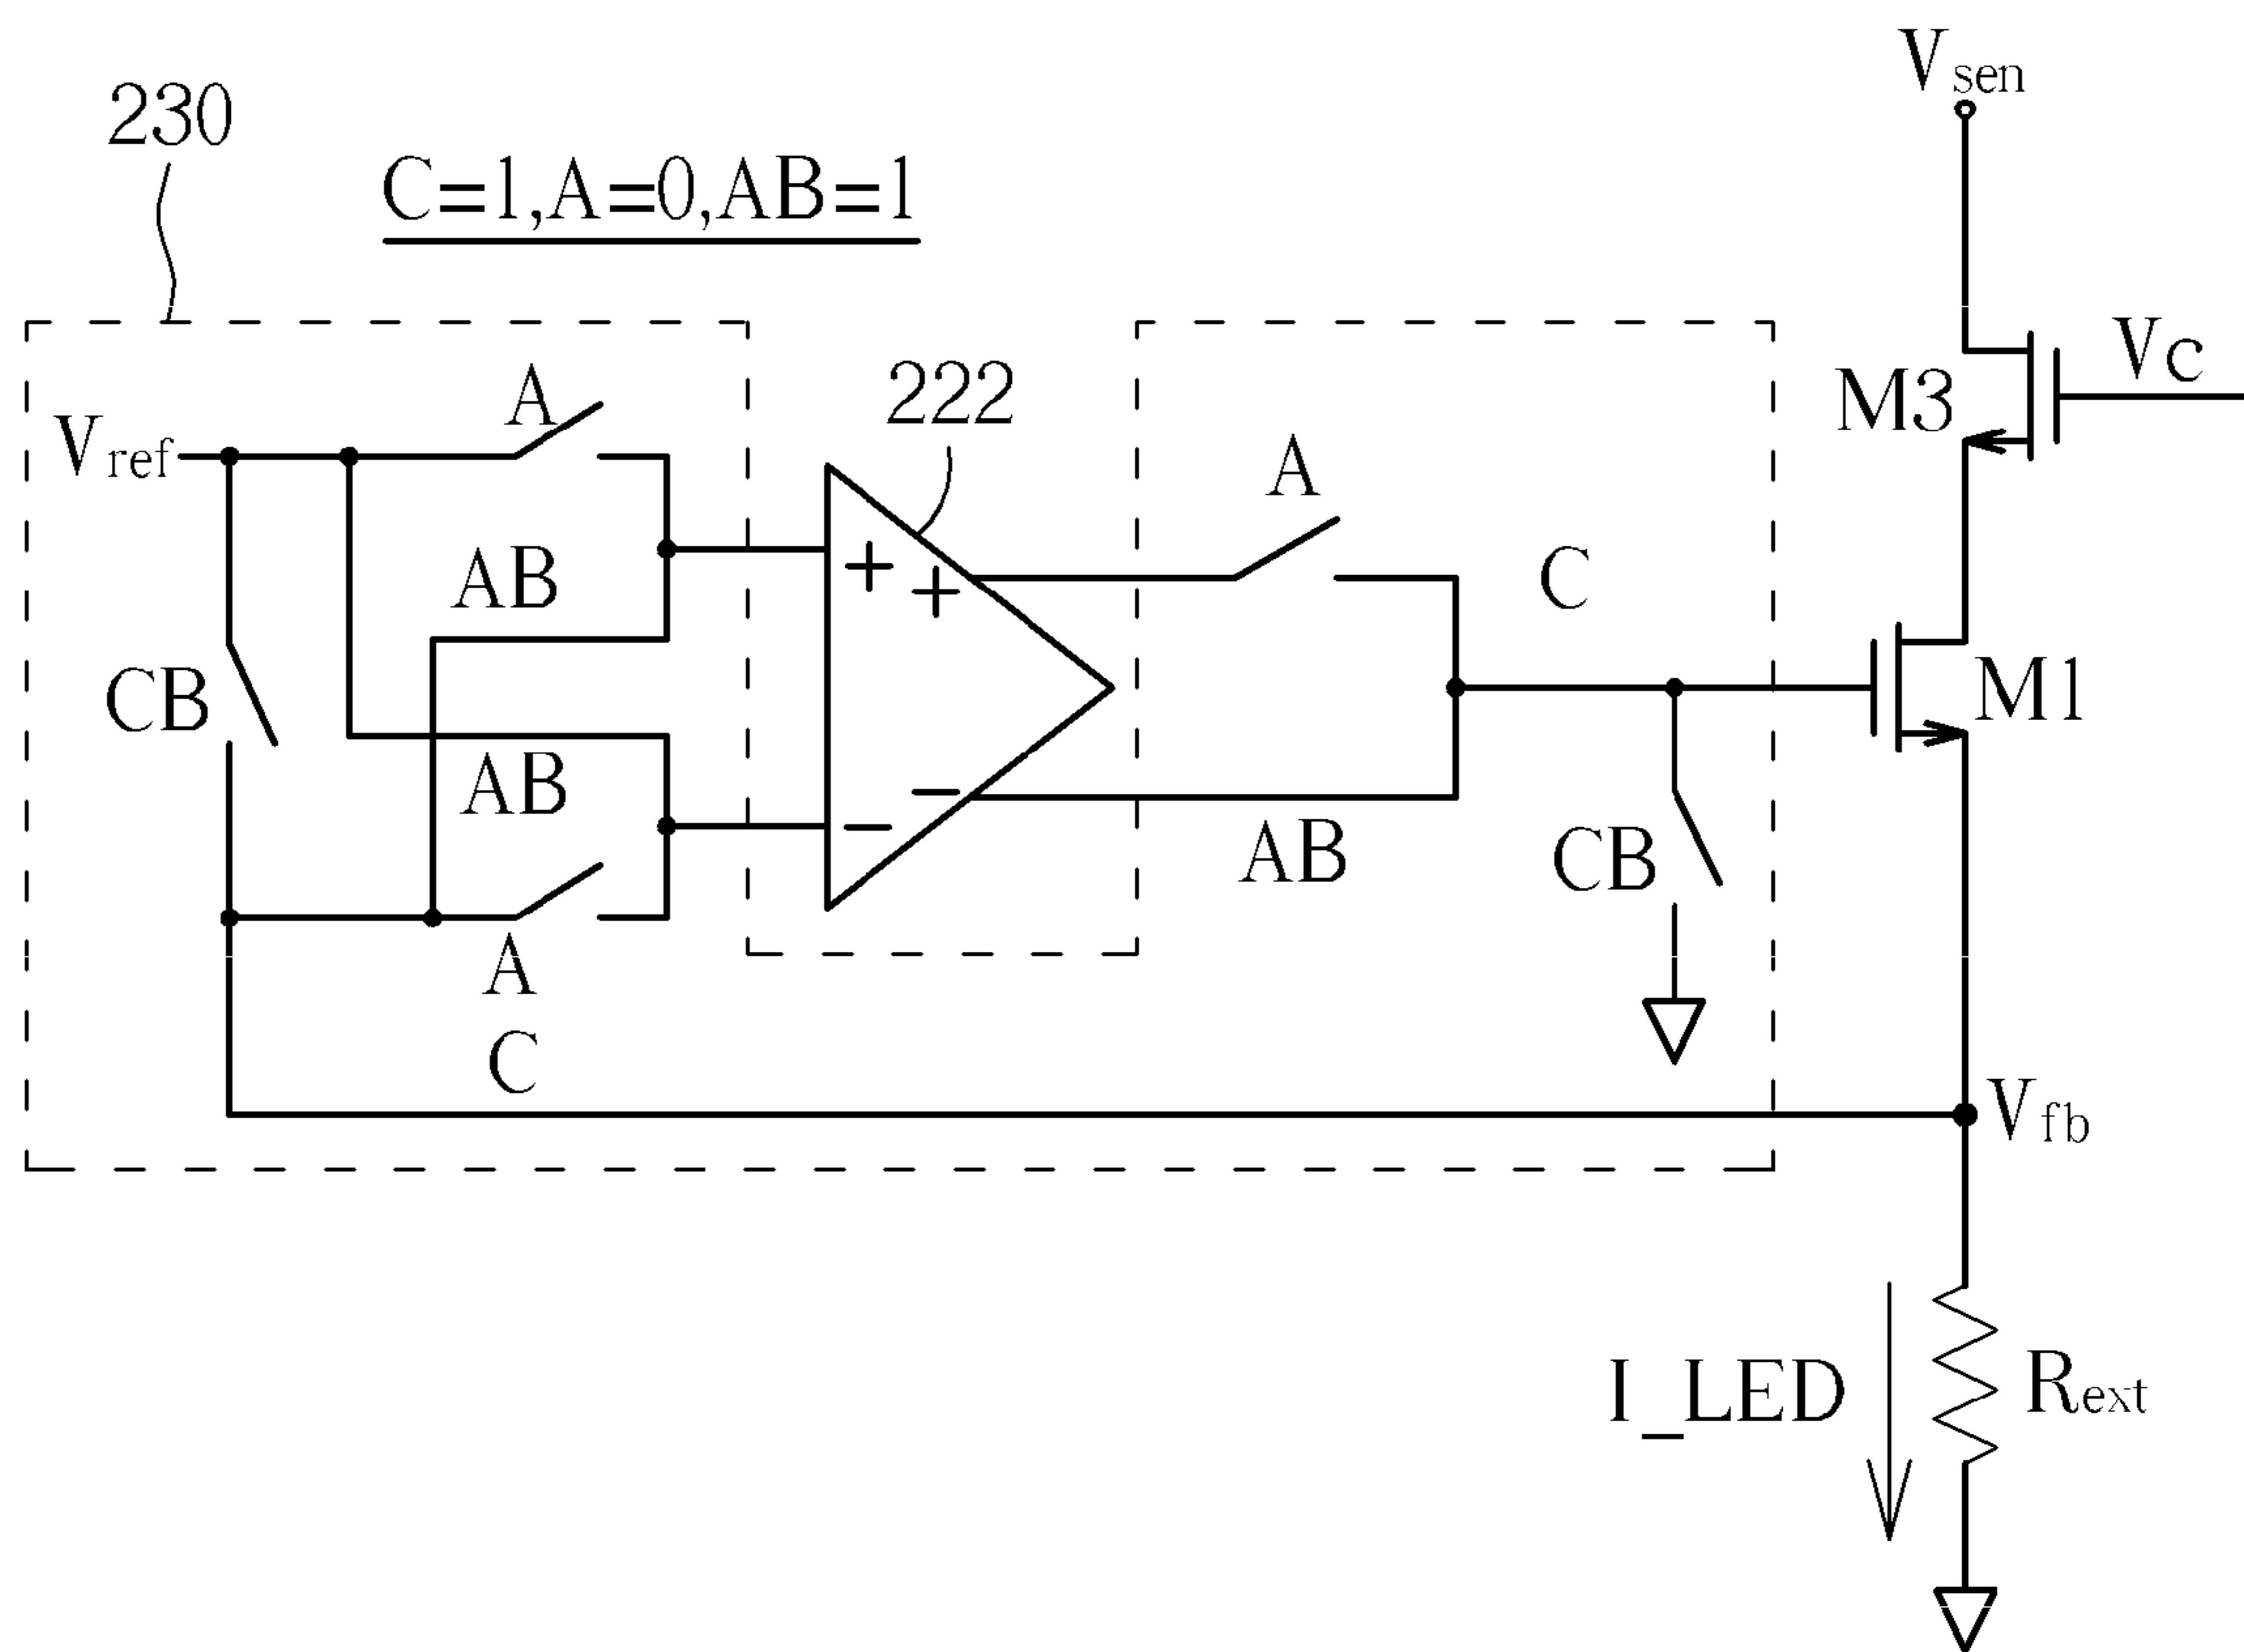 Vsen
230
C=1,A=0,AB=1
VC
M3
222
A
Vref
A
AB
C
+
+
CB
M1
AB
−
−
AB
CB
A
C
Vfb
I_LED
Rext